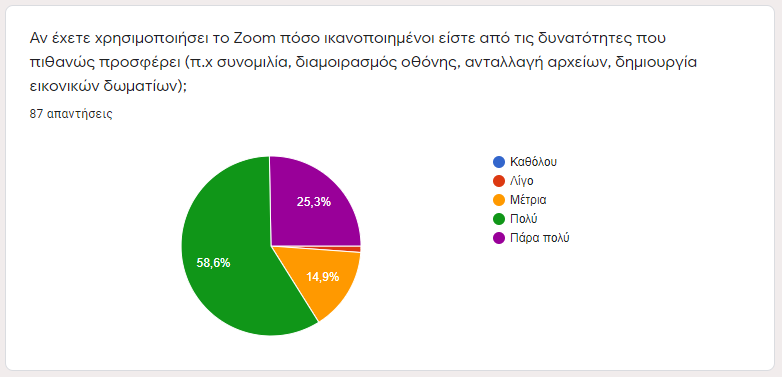 Αν έχετε χρησιμοποιήσει το Zoom πόσο ικανοποιημένοι είστε από τις δυνατότητες που
πιθανώς προσφέρει (π.χ συνομιλία, διαμοιρασμός οθόνης, ανταλλαγή αρχείων, δημιουργία
εικονικών δωματίων);
87 απαντήσεις
25,3%
58,6%
14,9%
Καθόλου
Λίγο
Μέτρια
Πολύ
Πάρα πολύ